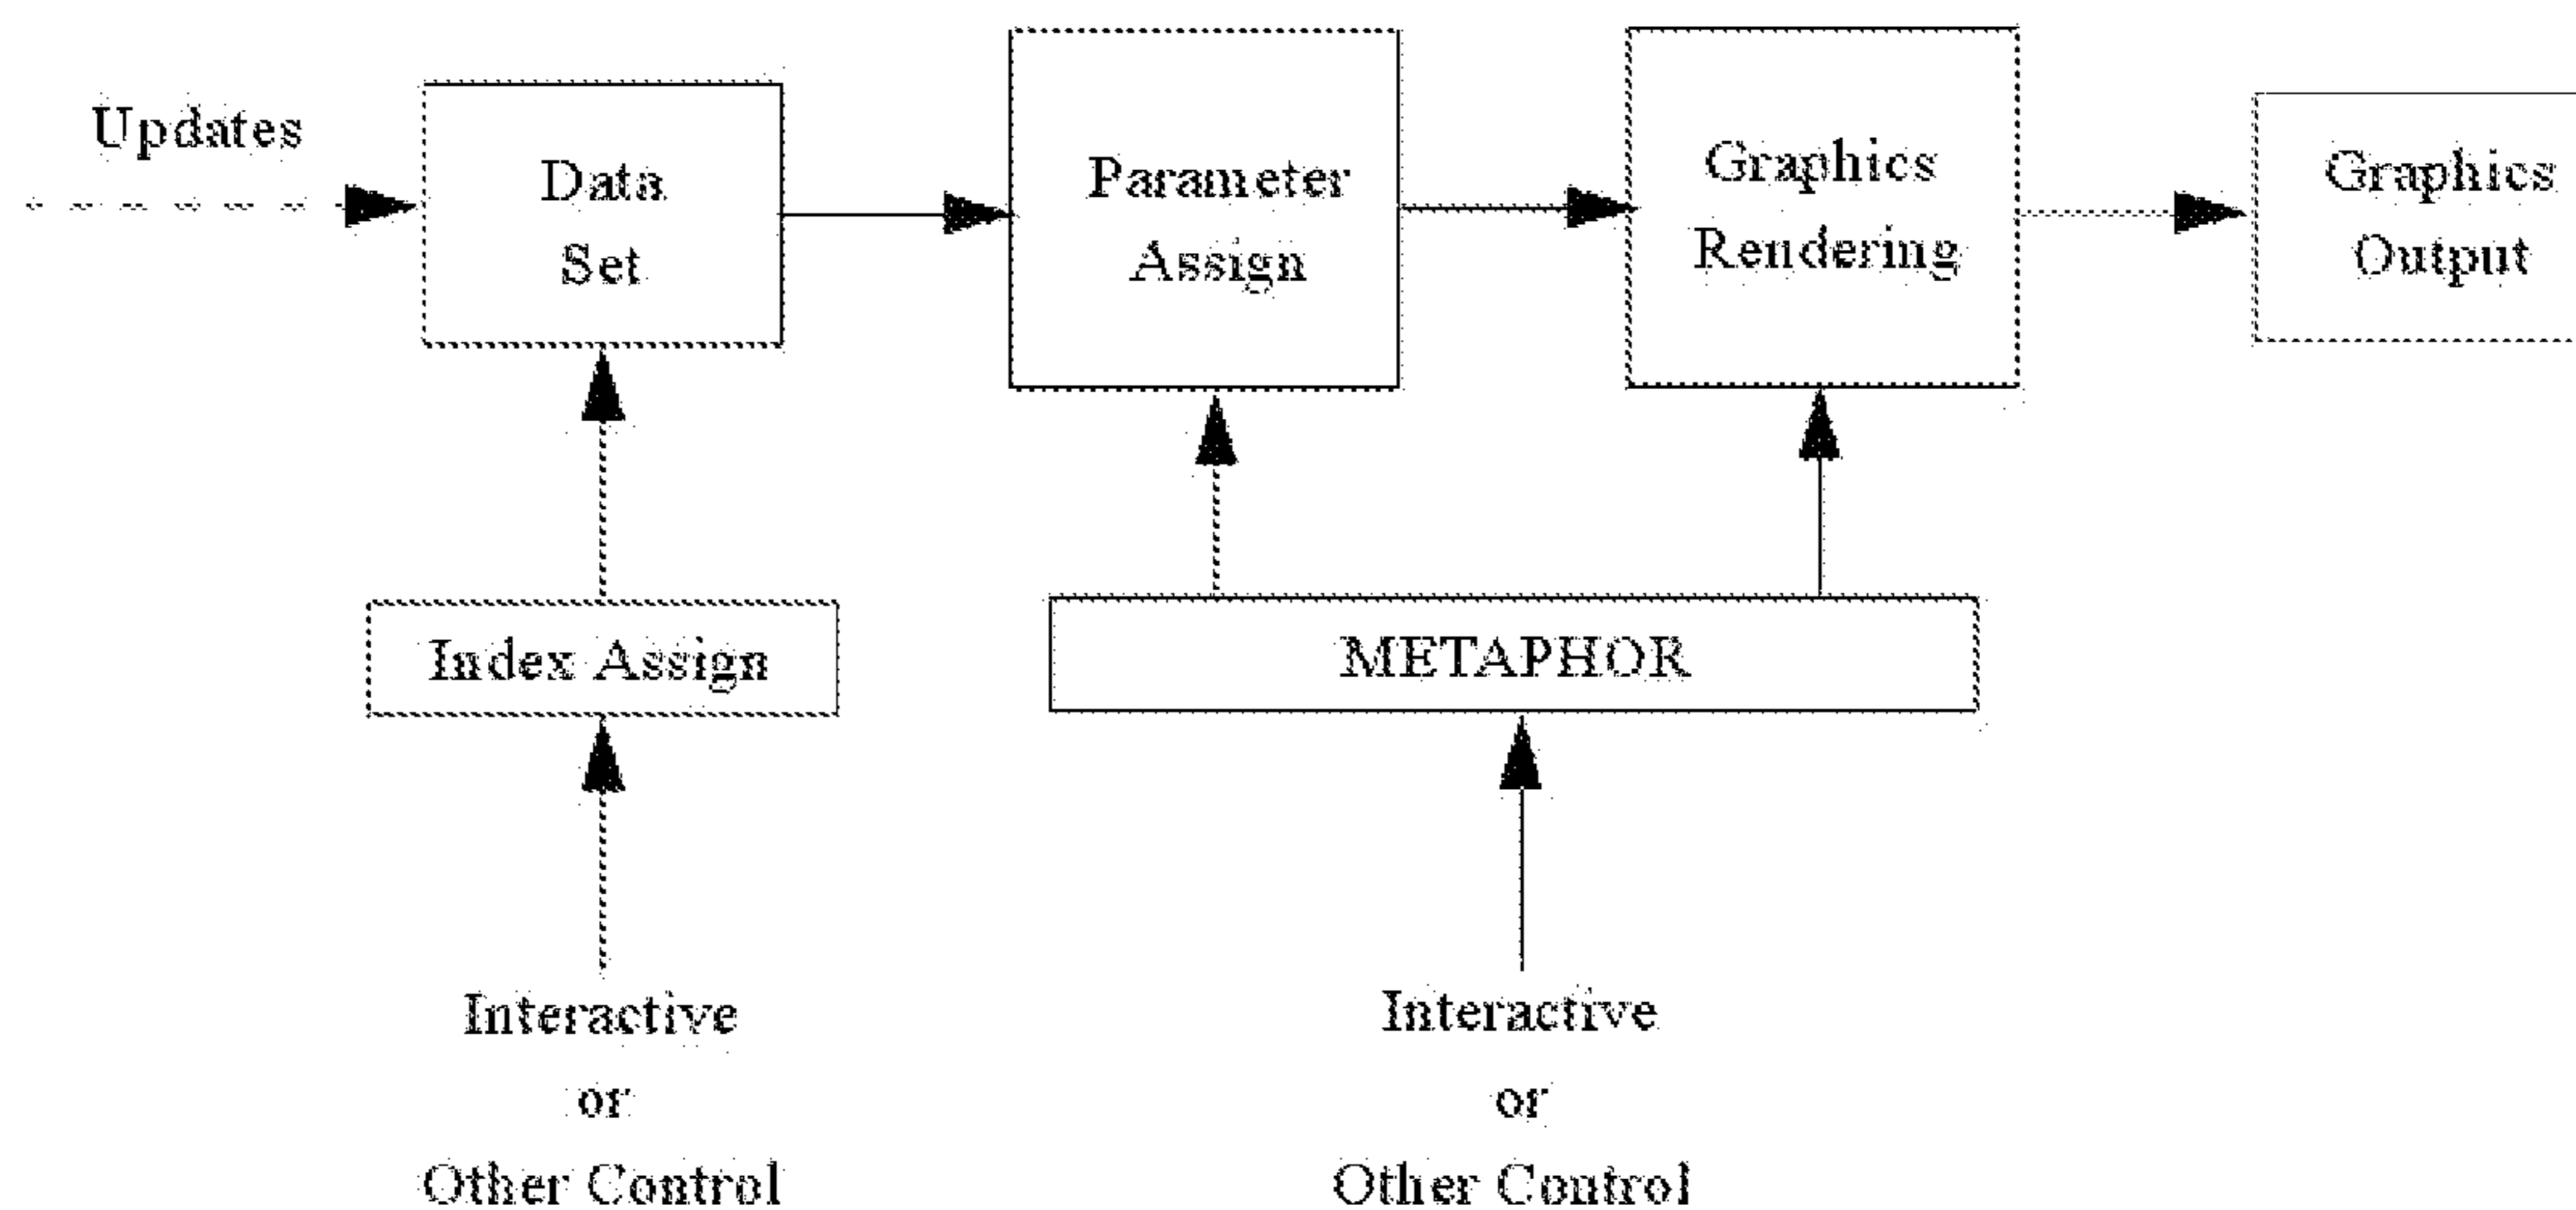 Updates
Data
Set
Parameter
Assign
Graphics
Rendering
Graphics
Output
Index Assign
METAPHOR
Interactive
or
Other Control
Interactive
or
Other Control